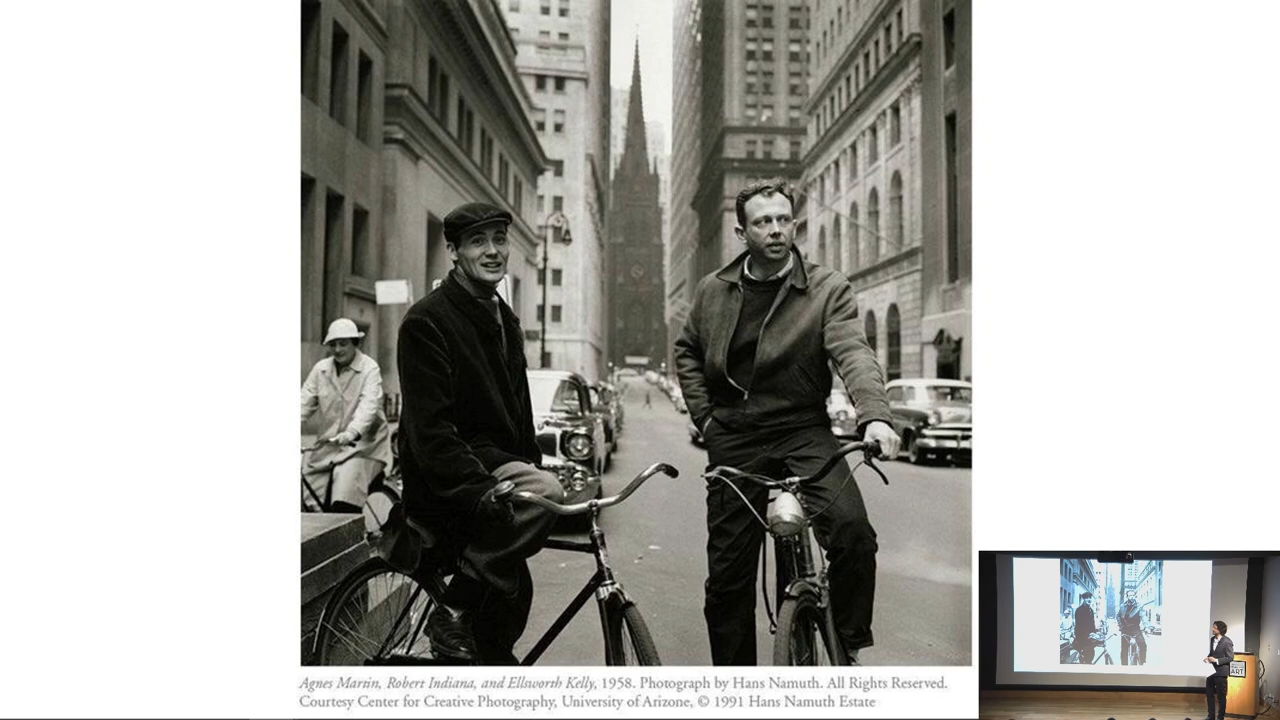 Agnes Martin, Robert Indiana, and Ellsworth Kelly, 1958. Photograph by Hans Namuth. All Rights Reserved.
Courtesy Center for Creative Photography, University of Arizone, © 1991 Hans Namuth Estate
ART